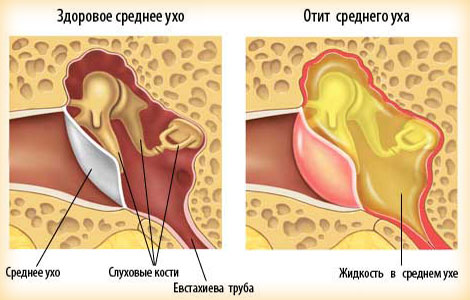 Здоровое среднее ухо
Отит среднего уха
Среднее ухо
Слуховые кости
Евстахиева труба
Жидкость в среднем ухе